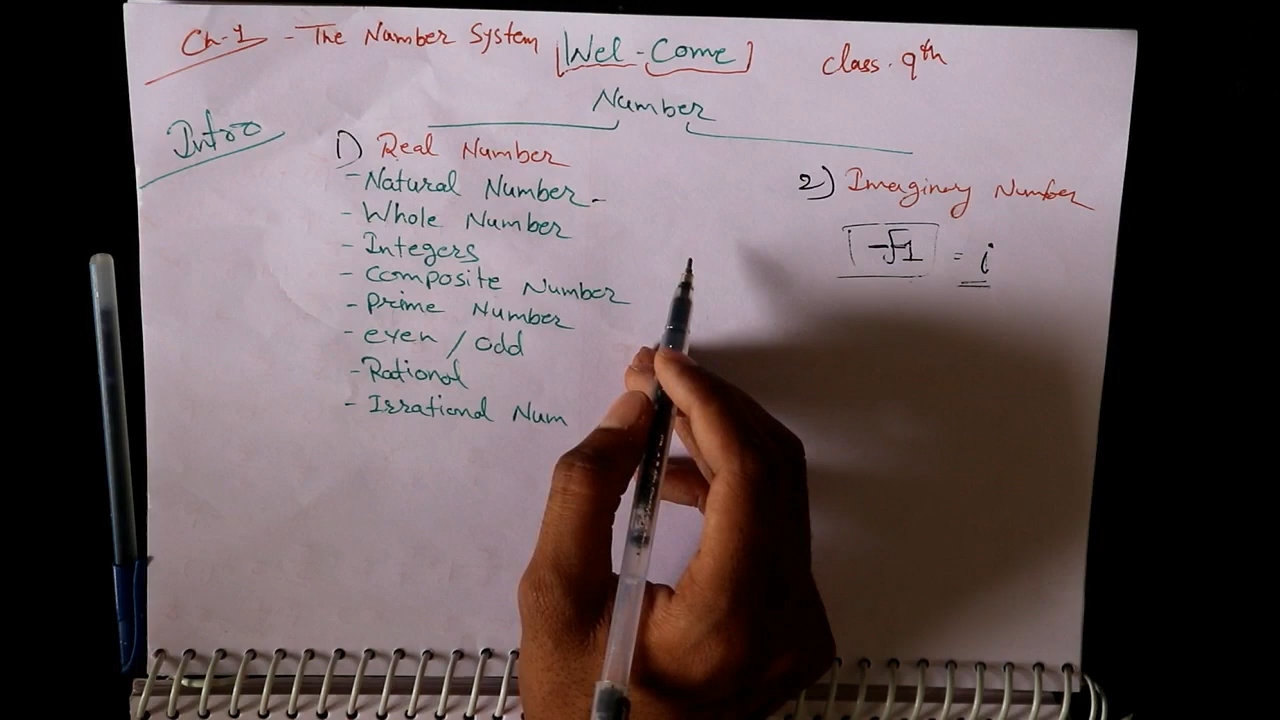 Ch-1 - The Number System [Wel-Come] class. 9th
Number
Intro
1) Real Number
- Natural Number -
- Whole Number
- Integers
- Composite Number
- Prime Number
- even / odd
- Rational
- Irrational Num
2) Imaginary Number
-√1 = i